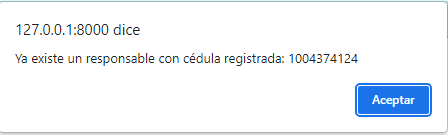 127.0.0.1:8000 dice
Ya existe un responsable con cédula registrada: 1004374124
Aceptar